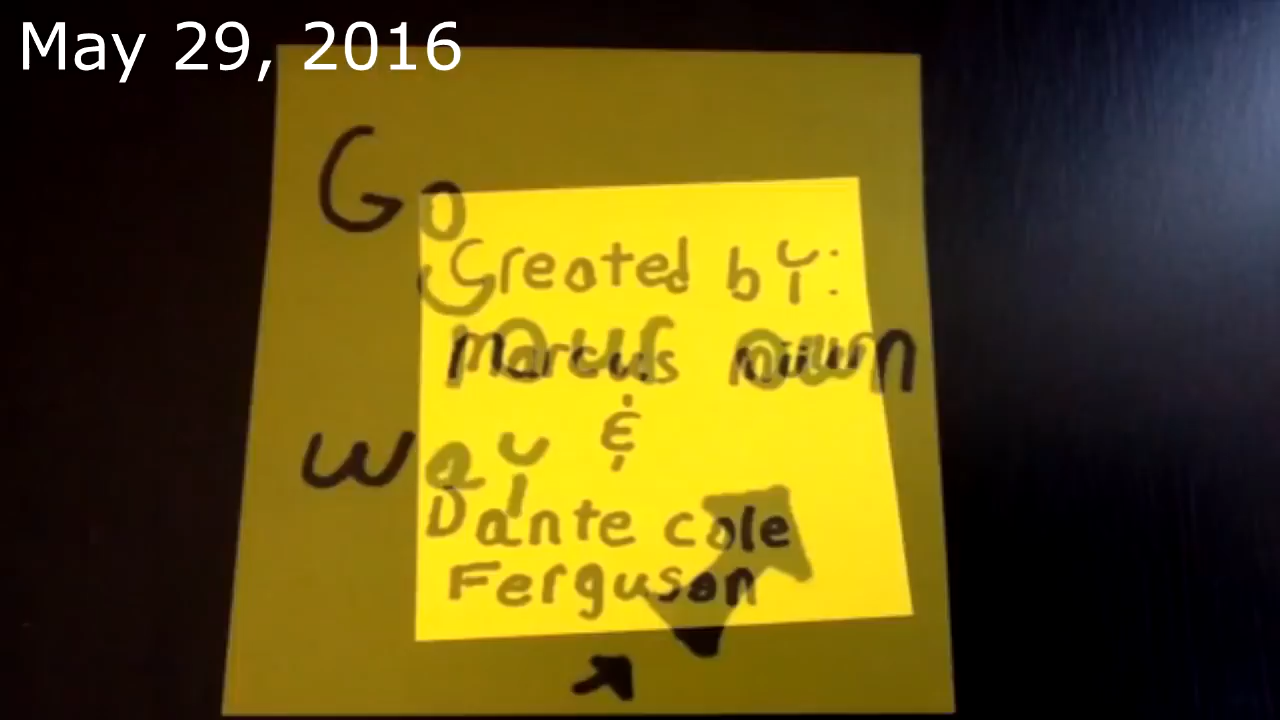 May 29, 2016
Go
Created by:
your own
Marcus
&
way
Dante cole
Ferguson